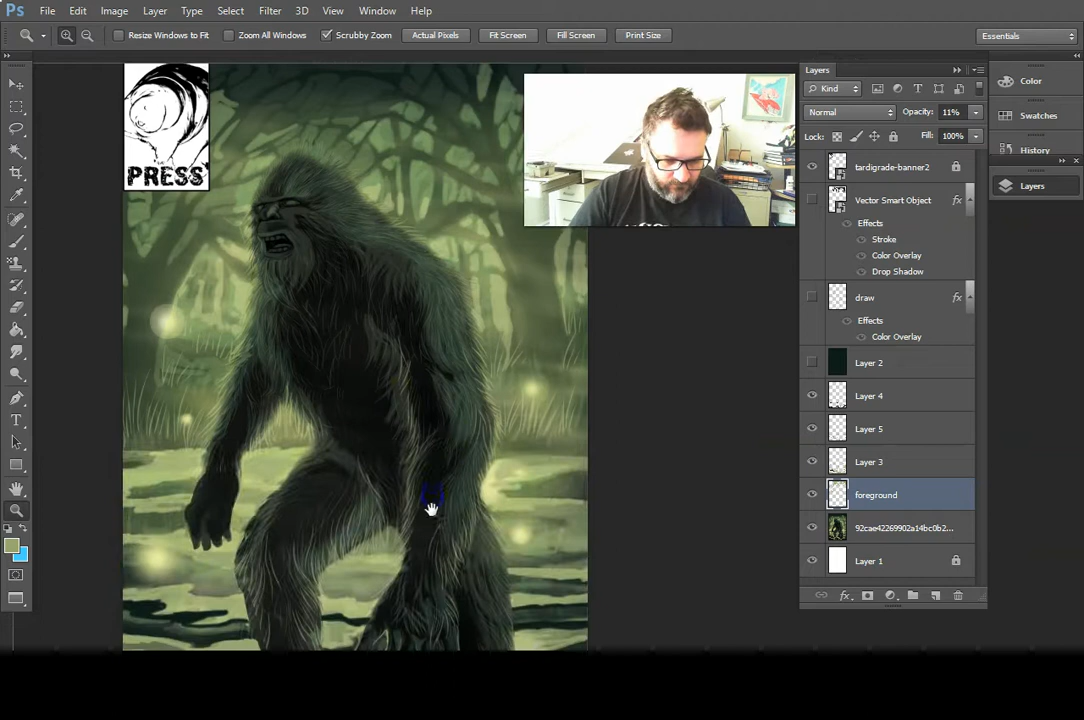 Ps File Edit Image Layer Type Select Filter 3D View Window Help
Resize Windows to Fit Zoom All Windows Scrubby Zoom Actual Pixels Fit Screen Fill Screen Print Size Essentials
PRESS
Layers
Kind
Normal Opacity: 11%
Lock: Fill: 100%
tardigrade-banner2
Vector Smart Object fx
Effects
Stroke
Color Overlay
Drop Shadow
draw fx
Effects
Color Overlay
Layer 2
Layer 4
Layer 5
Layer 3
foreground
92cae42269902a14bc0b2...
Layer 1
fx
Color
Swatches
History
Layers